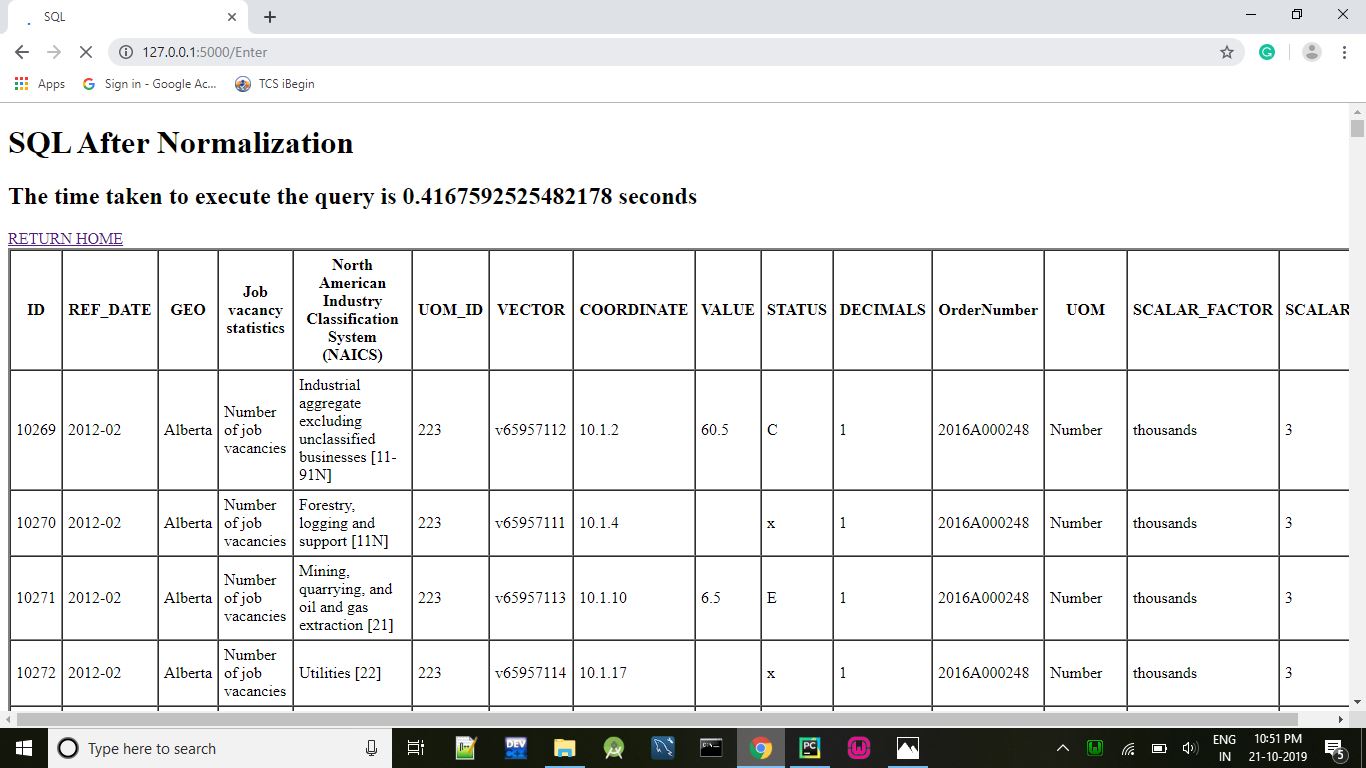 SQL
127.0.0.1:5000/Enter
Apps
Sign in - Google Ac...
TCS iBegin
SQL After Normalization
The time taken to execute the query is 0.4167592525482178 seconds
RETURN HOME
ID REF_DATE GEO Job vacancy statistics North American Industry Classification System (NAICS) UOM_ID VECTOR COORDINATE VALUE STATUS DECIMALS OrderNumber UOM SCALAR_FACTOR SCALAR
10269 2012-02 Alberta Number of job vacancies Industrial aggregate excluding unclassified businesses [11-91N] 223 v65957112 10.1.2 60.5 C 1 2016A000248 Number thousands 3
10270 2012-02 Alberta Number of job vacancies Forestry, logging and support [11N] 223 v65957111 10.1.4 x 1 2016A000248 Number thousands 3
10271 2012-02 Alberta Number of job vacancies Mining, quarrying, and oil and gas extraction [21] 223 v65957113 10.1.10 6.5 E 1 2016A000248 Number thousands 3
10272 2012-02 Alberta Number of job vacancies Utilities [22] 223 v65957114 10.1.17 x 1 2016A000248 Number thousands 3
Type here to search
DEV
PC
ENG
IN
10:51 PM
21-10-2019
5